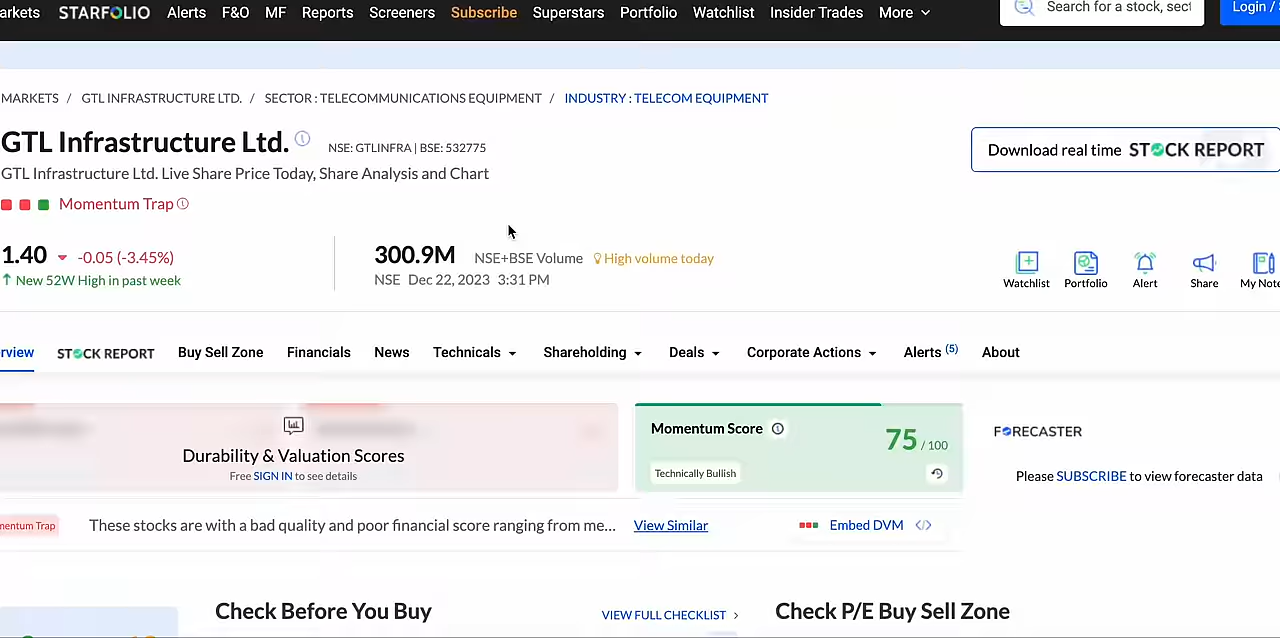 arkets STARFOLIO Alerts F&O MF Reports Screeners Subscribe Superstars Portfolio Watchlist Insider Trades More Search for a stock, sect Login /
MARKETS / GTL INFRASTRUCTURE LTD. / SECTOR : TELECOMMUNICATIONS EQUIPMENT / INDUSTRY : TELECOM EQUIPMENT
GTL Infrastructure Ltd. NSE: GTLINFRA | BSE: 532775
Download real time STOCK REPORT
GTL Infrastructure Ltd. Live Share Price Today, Share Analysis and Chart
Momentum Trap
1.40 -0.05 (-3.45%) 300.9M NSE+BSE Volume High volume today
New 52W High in past week NSE Dec 22, 2023 3:31 PM
Watchlist Portfolio Alert Share My Note
rview STOCK REPORT Buy Sell Zone Financials News Technicals Shareholding Deals Corporate Actions Alerts (5) About
Durability & Valuation Scores
Free SIGN IN to see details
Momentum Score 75 / 100
Technically Bullish
FORECASTER
Please SUBSCRIBE to view forecaster data
mentum Trap These stocks are with a bad quality and poor financial score ranging from me... View Similar Embed DVM </>
Check Before You Buy VIEW FULL CHECKLIST > Check P/E Buy Sell Zone